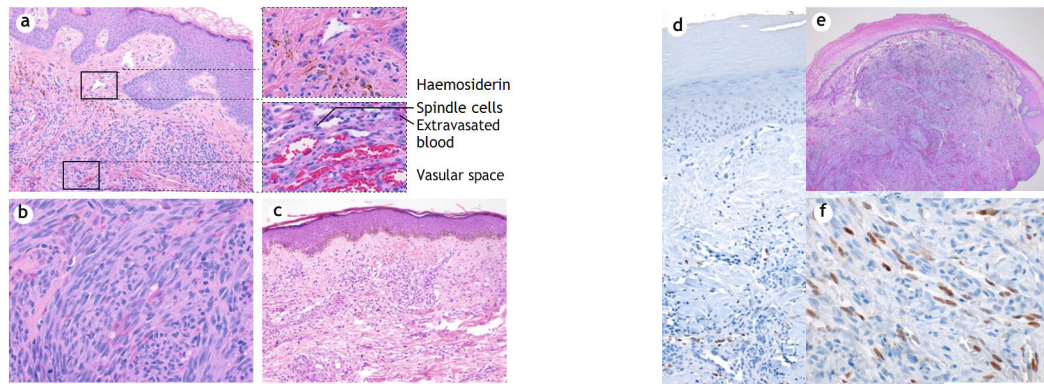 a
d
e
Haemosiderin
Spindle cells
Extravasated
blood
Vasular space
b
c
f